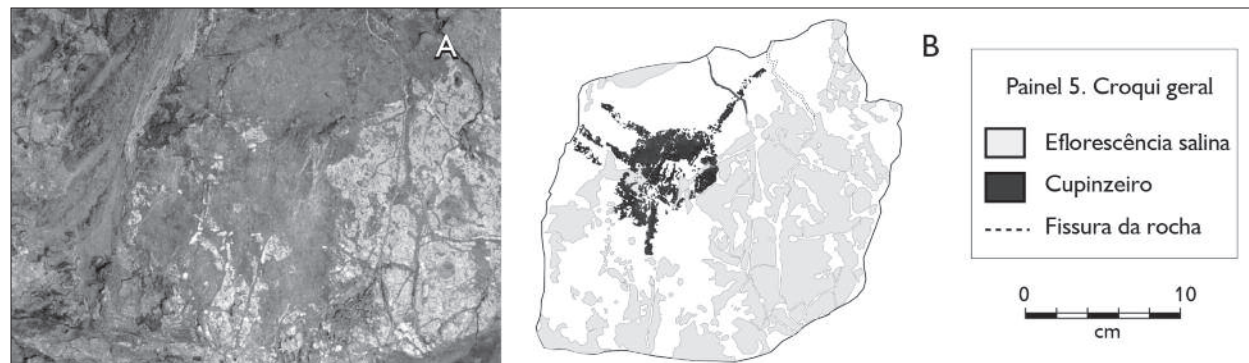 A
B
Painel 5. Croqui geral
Eflorescência salina
Cupinzeiro
Fissura da rocha
0 10
cm